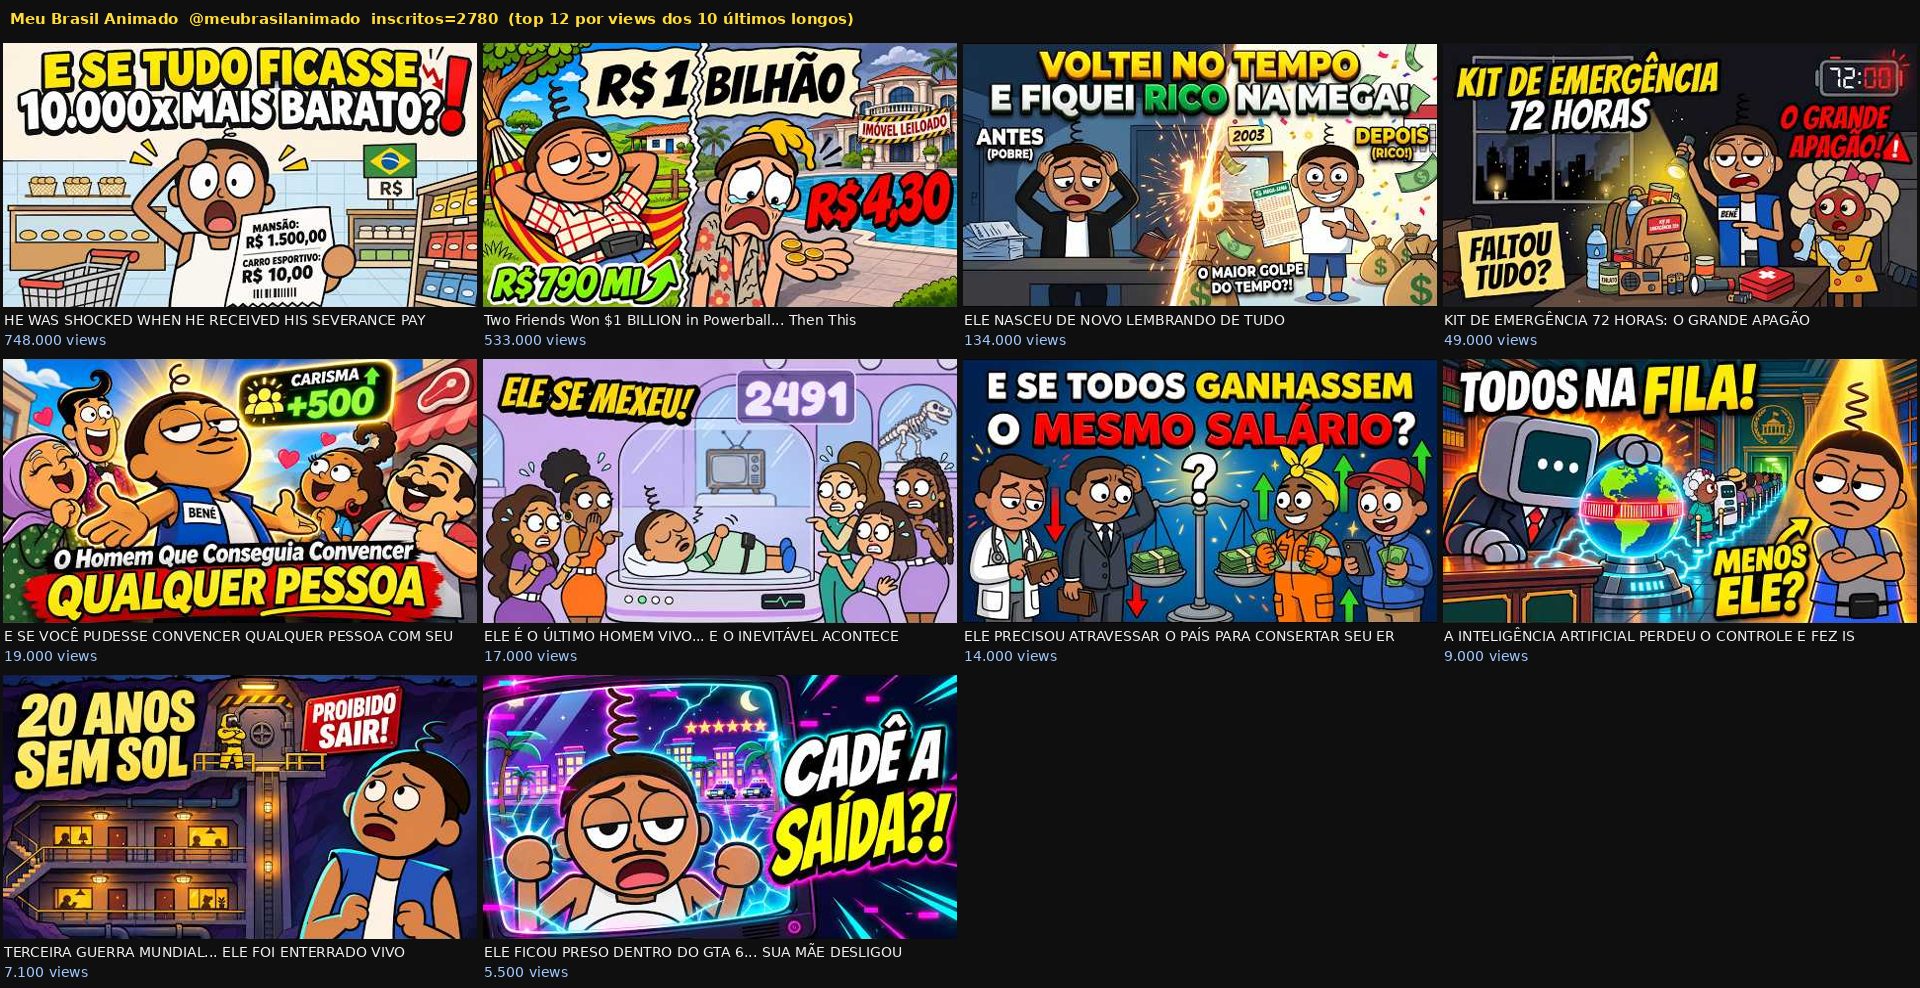 Meu Brasil Animado @meubrasilanimado inscritos=2780 (top 12 por views dos 10 últimos longos)
E SE TUDO FICASSE
10.000x MAIS BARATO?!
R$
MANSÃO:
R$ 1.500,00
CARRO ESPORTIVO:
R$ 10,00
HE WAS SHOCKED WHEN HE RECEIVED HIS SEVERANCE PAY
748.000 views
R$ 1 BILHÃO
IMÓVEL LEILOADO
R$ 4,30
R$ 790 MI
Two Friends Won $1 BILLION in Powerball... Then This
533.000 views
VOLTEI NO TEMPO
E FIQUEI RICO NA MEGA!
ANTES
(POBRE)
2003
DEPOIS
(RICO!)
16
O MAIOR GOLPE
DO TEMPO?!
ELE NASCEU DE NOVO LEMBRANDO DE TUDO
134.000 views
KIT DE EMERGÊNCIA
72 HORAS
72:00
O GRANDE
APAGÃO!
BENÉ
FALTOU
TUDO?
KIT DE EMERGÊNCIA 72 HORAS: O GRANDE APAGÃO
49.000 views
CARISMA
+500
BENÉ
O Homem Que Conseguia Convencer
QUALQUER PESSOA
E SE VOCÊ PUDESSE CONVENCER QUALQUER PESSOA COM SEU
19.000 views
ELE SE MEXEU!
2491
ELE É O ÚLTIMO HOMEM VIVO... E O INEVITÁVEL ACONTECE
17.000 views
E SE TODOS GANHASSEM
O MESMO SALÁRIO?
?
ELE PRECISOU ATRAVESSAR O PAÍS PARA CONSERTAR SEU ER
14.000 views
TODOS NA FILA!
MENOS
ELE?
A INTELIGÊNCIA ARTIFICIAL PERDEU O CONTROLE E FEZ IS
9.000 views
20 ANOS
SEM SOL
PROIBIDO
SAIR!
TERCEIRA GUERRA MUNDIAL... ELE FOI ENTERRADO VIVO
7.100 views
CADÊ A
SAÍDA?!
ELE FICOU PRESO DENTRO DO GTA 6... SUA MÃE DESLIGOU
5.500 views